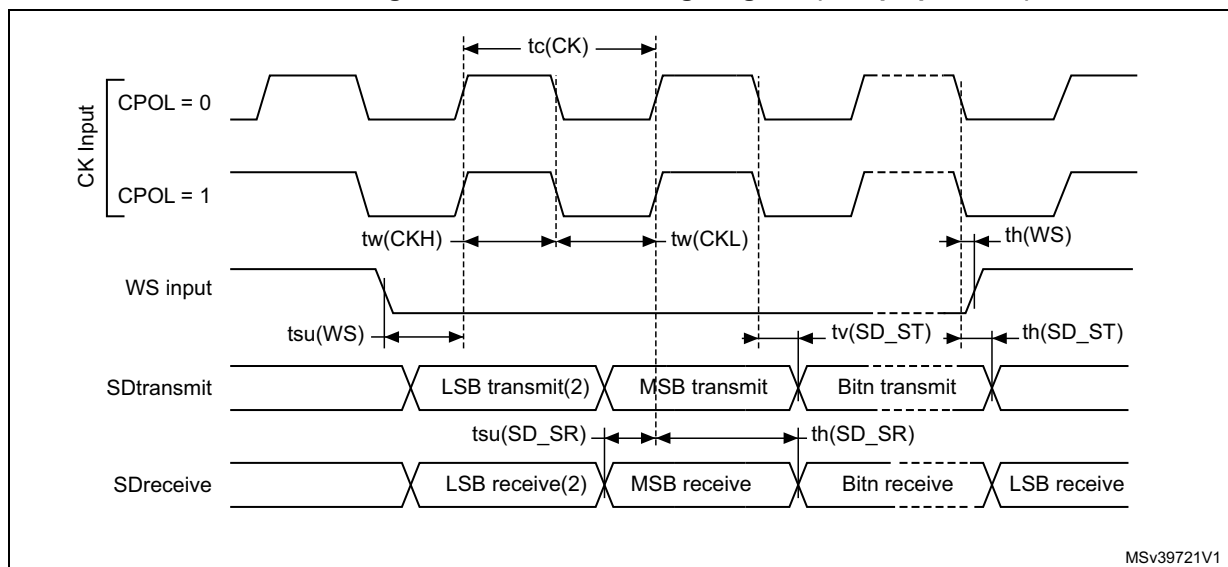 tc(CK)
CK Input
CPOL = 0
CPOL = 1
tw(CKH)
tw(CKL)
th(WS)
WS input
tsu(WS)
tv(SD_ST)
th(SD_ST)
SDtransmit
LSB transmit(2)
MSB transmit
Bitn transmit
tsu(SD_SR)
th(SD_SR)
SDreceive
LSB receive(2)
MSB receive
Bitn receive
LSB receive
MSv39721V1